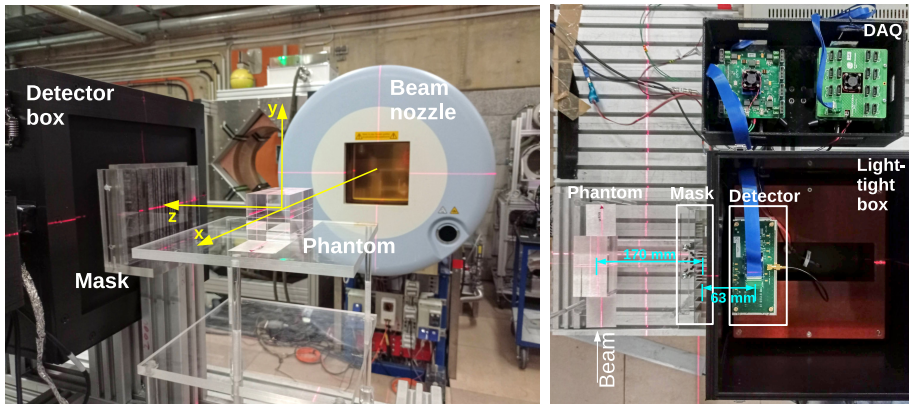 Detector
box
Beam
nozzle
y
z
x
Phantom
Mask
DAQ
Light-
tight
box
Phantom
Mask
Detector
170 mm
63 mm
Beam